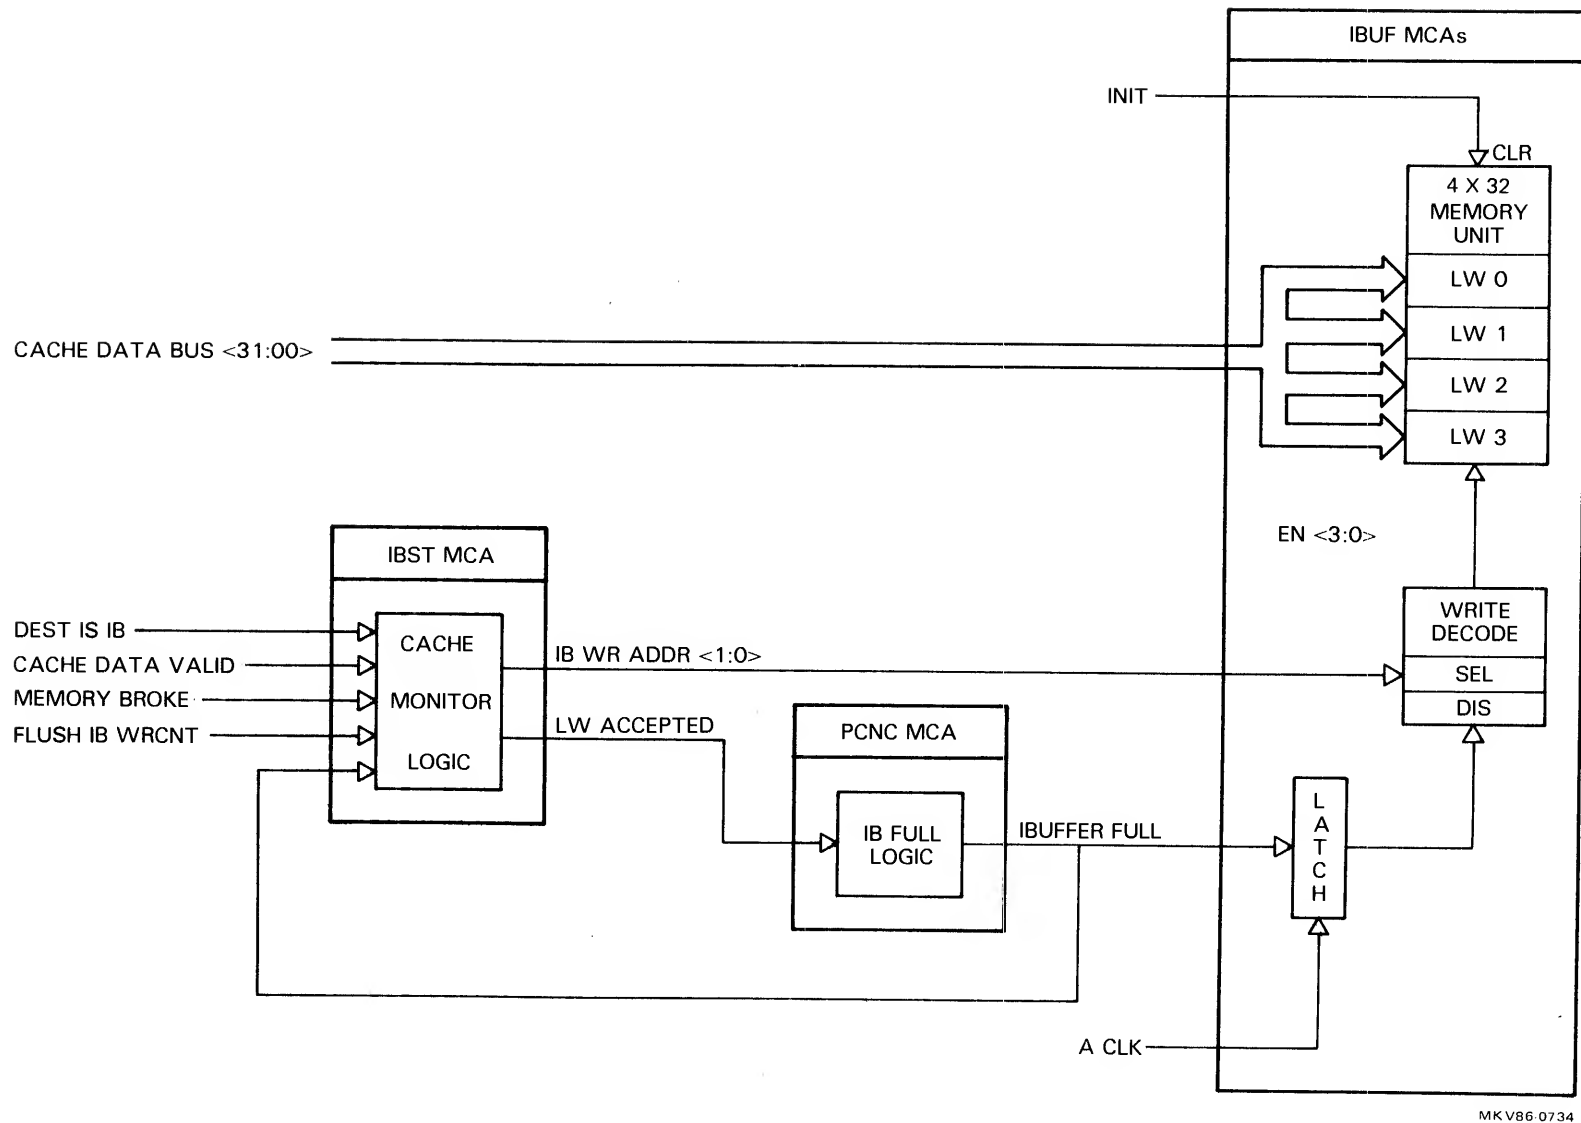 IBUF MCAs
INIT
CLR
4 X 32
MEMORY
UNIT
LW 0
LW 1
LW 2
LW 3
CACHE DATA BUS <31:00>
EN <3:0>
IBST MCA
DEST IS IB
CACHE DATA VALID
MEMORY BROKE
FLUSH IB WRCNT
CACHE
MONITOR
LOGIC
IB WR ADDR <1:0>
LW ACCEPTED
WRITE
DECODE
SEL
DIS
PCNC MCA
IB FULL
LOGIC
IBUFFER FULL
L
A
T
C
H
A CLK
MKV86-0734